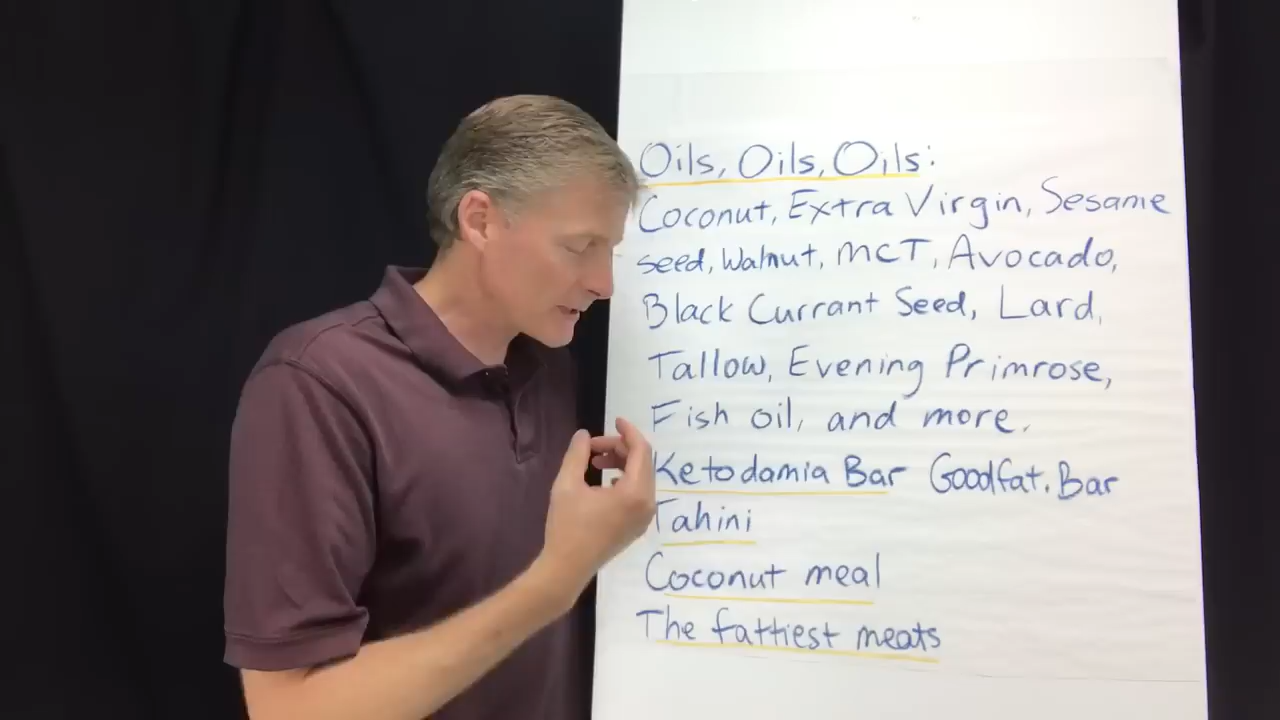 Oils, Oils, Oils:
Coconut, Extra Virgin, Sesame
seed, Walnut, MCT, Avocado,
Black Currant Seed, Lard,
Tallow, Evening Primrose,
Fish oil, and more.
Ketodamia Bar Goodfat. Bar
Tahini
Coconut meal
The fattiest meats